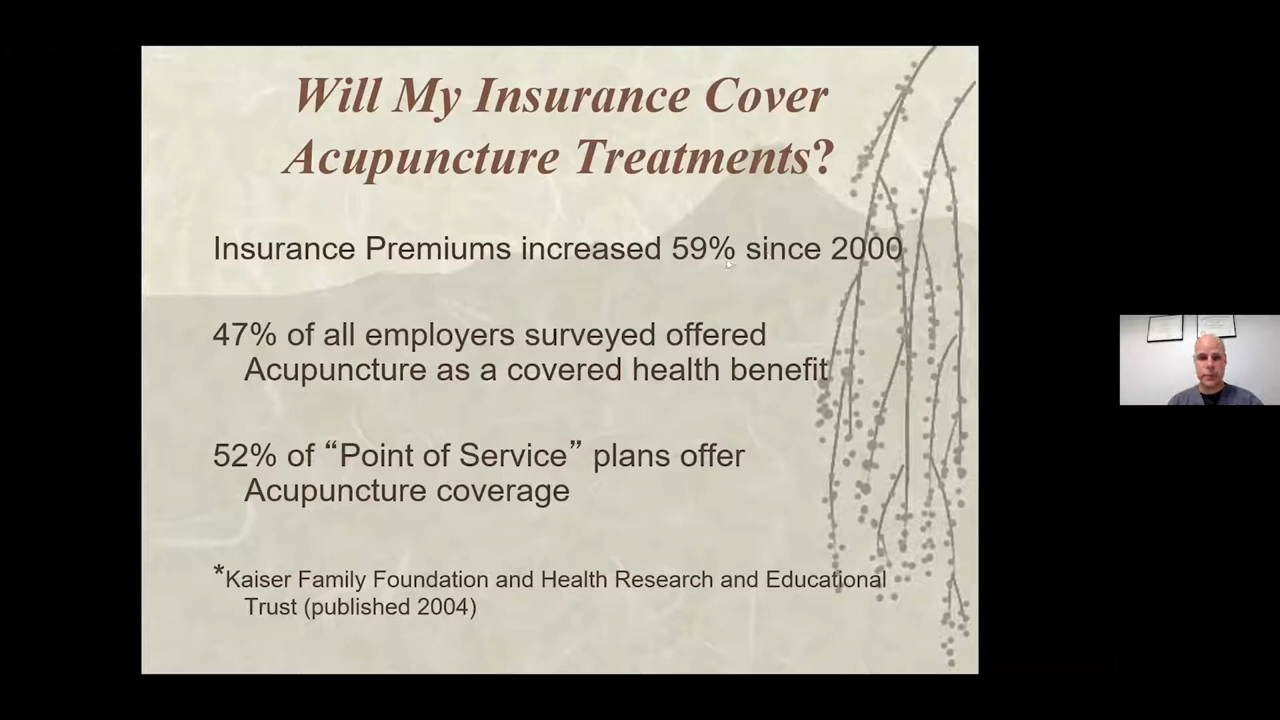 Will My Insurance Cover
Acupuncture Treatments?
Insurance Premiums increased 59% since 2000
47% of all employers surveyed offered
Acupuncture as a covered health benefit
52% of “Point of Service” plans offer
Acupuncture coverage
*Kaiser Family Foundation and Health Research and Educational
Trust (published 2004)